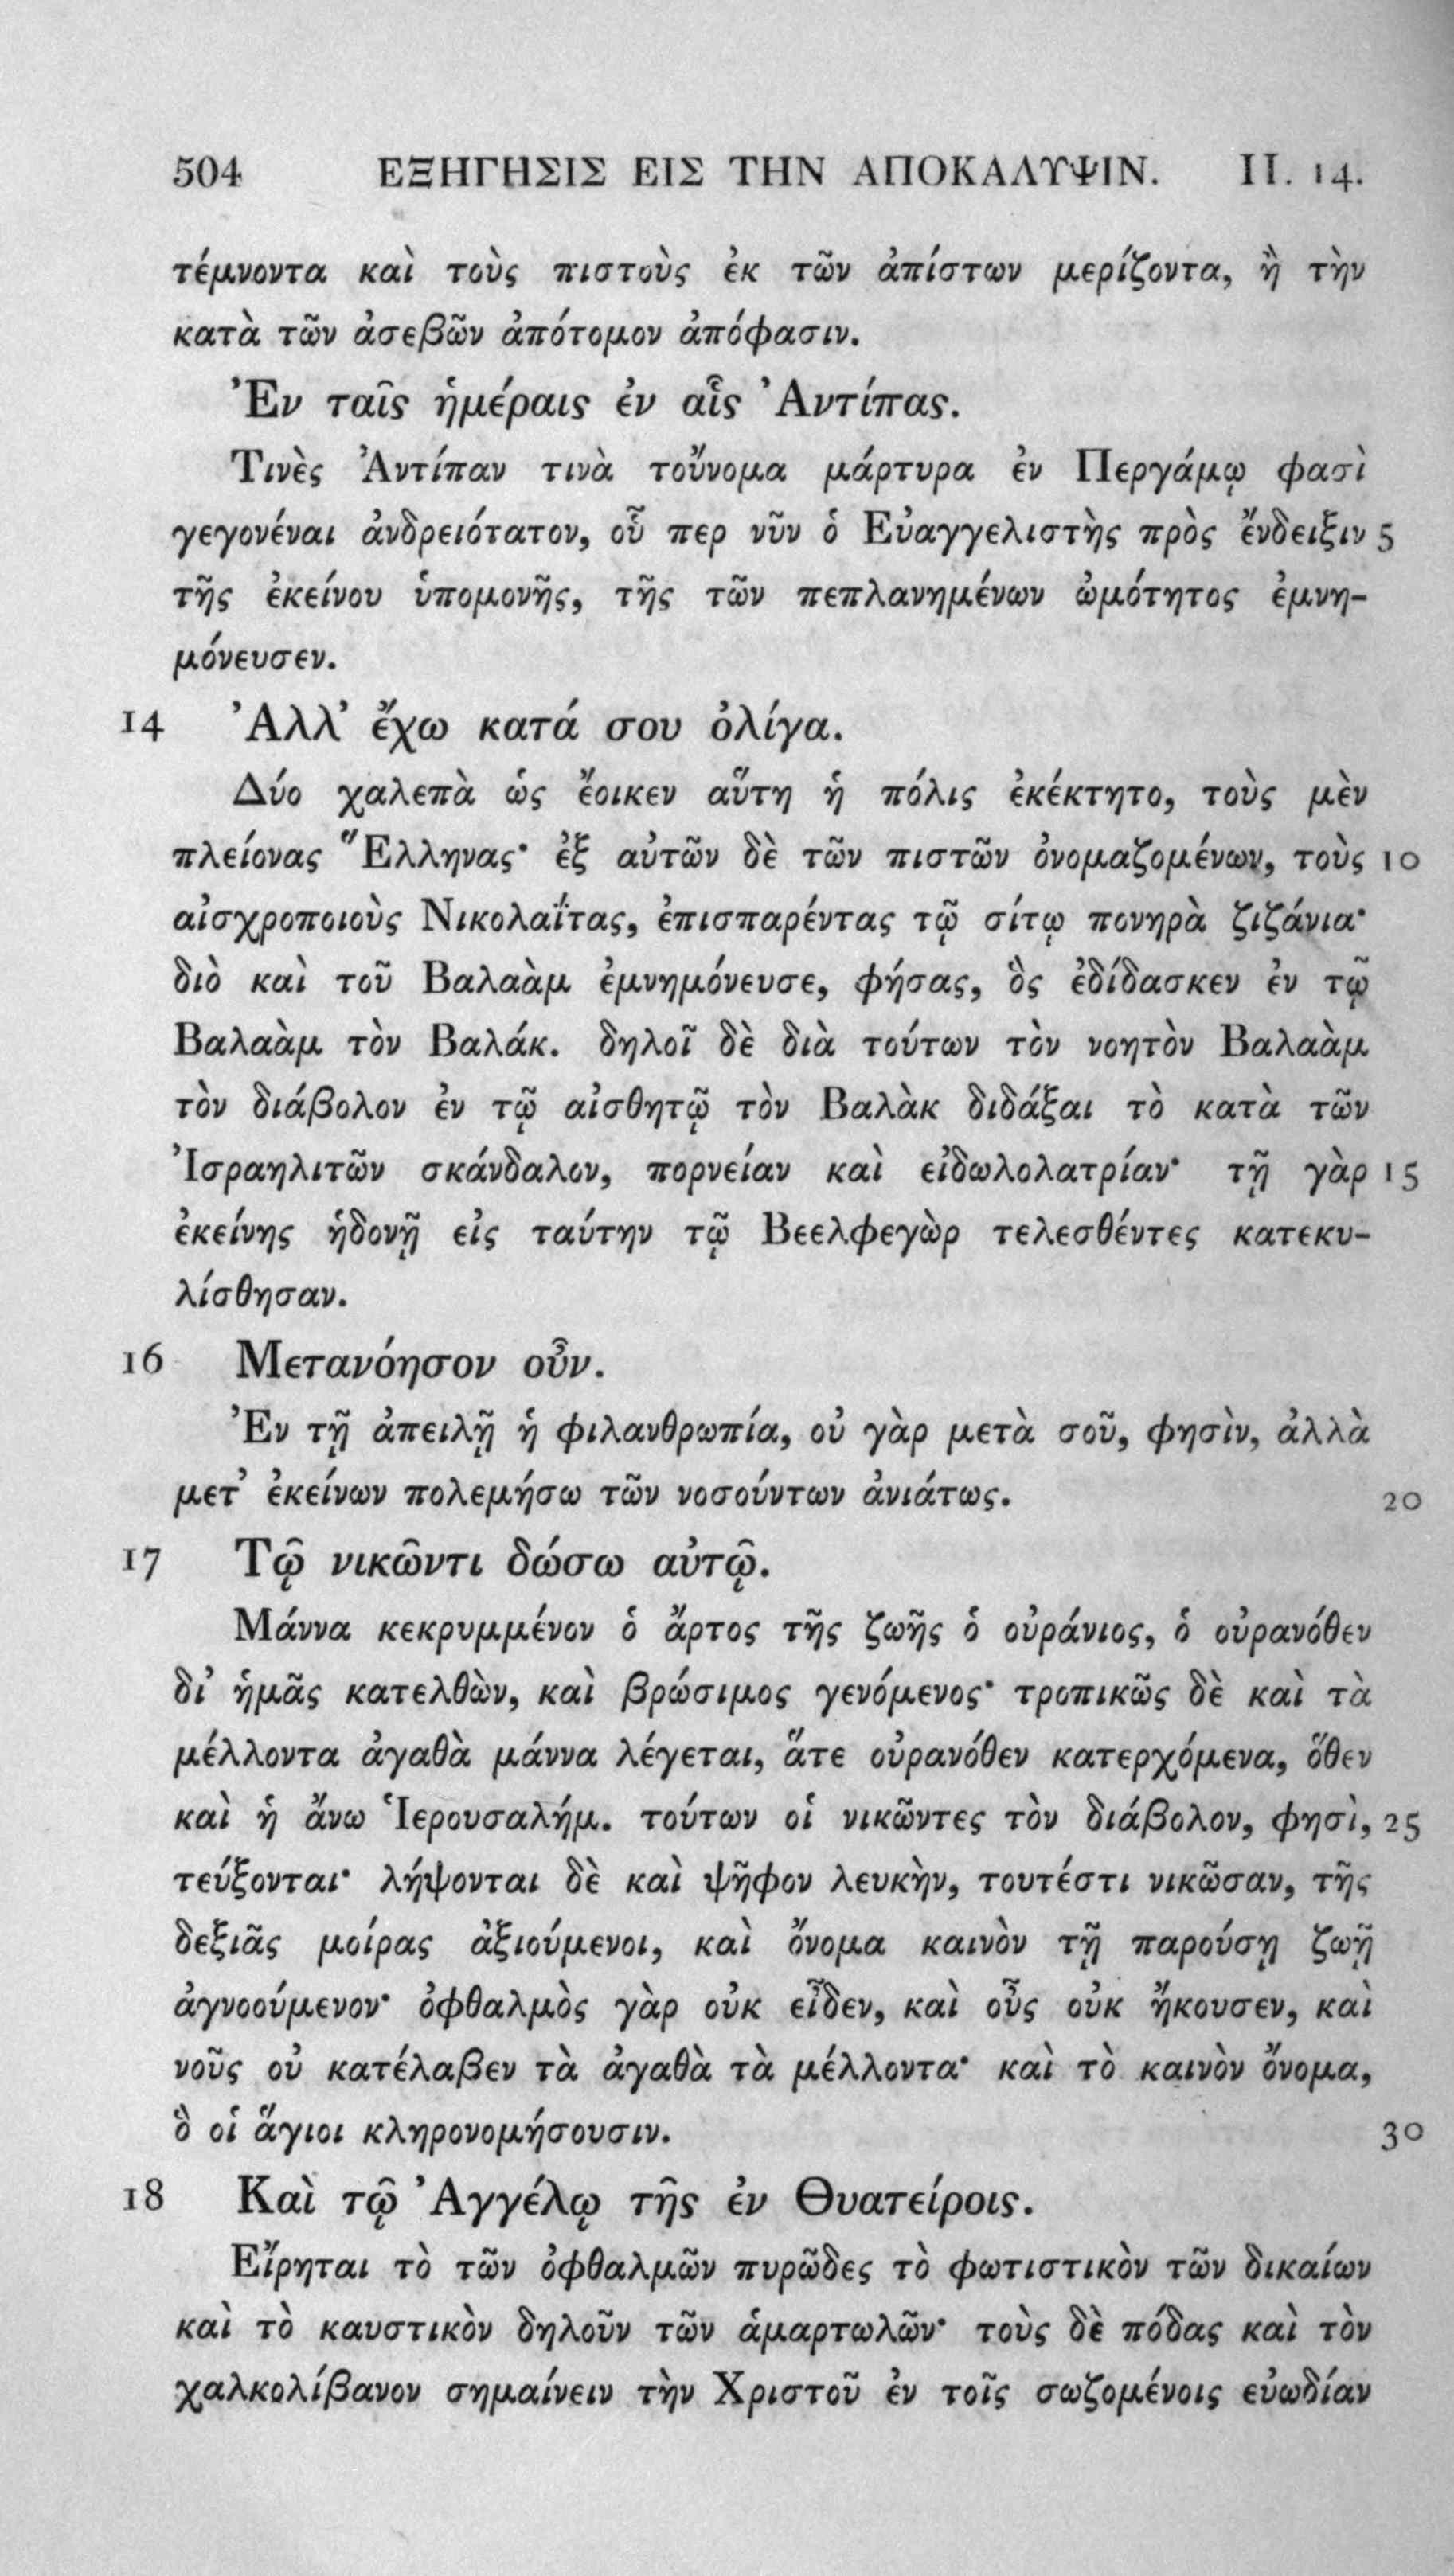 504 ΕΞΗΓΗΣΙΣ ΕΙΣ ΤΗΝ ΑΠΟΚΑΛΥΨΙΝ. II. 14.
τέμνοντα καὶ τοὺς πιστοὺς ἐκ τῶν ἀπίστων μερίζοντα, ἢ τὴν
κατὰ τῶν ἀσεβῶν ἀπότομον ἀπόφασιν.
Ἐν ταῖς ἡμέραις ἐν αἷς Ἀντίπας.
Τινὲς Ἀντίπαν τινὰ τοὔνομα μάρτυρα ἐν Περγάμῳ φασὶ
γεγονέναι ἀνδρειότατον, οὗ περ νῦν ὁ Εὐαγγελιστὴς πρὸς ἔνδειξιν 5
τῆς ἐκείνου ὑπομονῆς, τῆς τῶν πεπλανημένων ὠμότητος ἐμνη-
μόνευσεν.
14 Ἀλλ’ ἔχω κατά σου ὀλίγα.
Δύο χαλεπὰ ὡς ἔοικεν αὕτη ἡ πόλις ἐκέκτητο, τοὺς μὲν
πλείονας Ἕλληνας· ἐξ αὐτῶν δὲ τῶν πιστῶν ὀνομαζομένων, τοὺς 10
αἰσχροποιοὺς Νικολαΐτας, ἐπισπαρέντας τῷ σίτῳ πονηρὰ ζιζάνια·
διὸ καὶ τοῦ Βαλαὰμ ἐμνημόνευσε, φήσας, ὃς ἐδίδασκεν ἐν τῷ
Βαλαὰμ τὸν Βαλάκ. δηλοῖ δὲ διὰ τούτων τὸν νοητὸν Βαλαὰμ
τὸν διάβολον ἐν τῷ αἰσθητῷ τὸν Βαλὰκ διδάξαι τὸ κατὰ τῶν
Ἰσραηλιτῶν σκάνδαλον, πορνείαν καὶ εἰδωλολατρίαν· τῇ γὰρ 15
ἐκείνης ἡδονῇ εἰς ταύτην τῷ Βεελφεγὼρ τελεσθέντες κατεκυ-
λίσθησαν.
16 Μετανόησον οὖν.
Ἐν τῇ ἀπειλῇ ἡ φιλανθρωπία, οὐ γὰρ μετὰ σοῦ, φησὶν, ἀλλὰ
μετ’ ἐκείνων πολεμήσω τῶν νοσούντων ἀνιάτως. 20
17 Τῷ νικῶντι δώσω αὐτῷ.
Μάννα κεκρυμμένον ὁ ἄρτος τῆς ζωῆς ὁ οὐράνιος, ὁ οὐρανόθεν
δι’ ἡμᾶς κατελθὼν, καὶ βρώσιμος γενόμενος· τροπικῶς δὲ καὶ τὰ
μέλλοντα ἀγαθὰ μάννα λέγεται, ἅτε οὐρανόθεν κατερχόμενα, ὅθεν
καὶ ἡ ἄνω Ἱερουσαλήμ. τούτων οἱ νικῶντες τὸν διάβολον, φησὶ, 25
τεύξονται· λήψονται δὲ καὶ ψῆφον λευκὴν, τουτέστι νικῶσαν, τῆς
δεξιᾶς μοίρας ἀξιούμενοι, καὶ ὄνομα καινὸν τῇ παρούσῃ ζωῇ
ἀγνοούμενον· ὀφθαλμὸς γὰρ οὐκ εἶδεν, καὶ οὖς οὐκ ἤκουσεν, καὶ
νοῦς οὐ κατέλαβεν τὰ ἀγαθὰ τὰ μέλλοντα· καὶ τὸ καινὸν ὄνομα,
ὃ οἱ ἅγιοι κληρονομήσουσιν. 30
18 Καὶ τῷ Ἀγγέλῳ τῆς ἐν Θυατείροις.
Εἴρηται τὸ τῶν ὀφθαλμῶν πυρῶδες τὸ φωτιστικὸν τῶν δικαίων
καὶ τὸ καυστικὸν δηλοῦν τῶν ἁμαρτωλῶν· τοὺς δὲ πόδας καὶ τὸν
χαλκολίβανον σημαίνειν τὴν Χριστοῦ ἐν τοῖς σωζομένοις εὐωδίαν